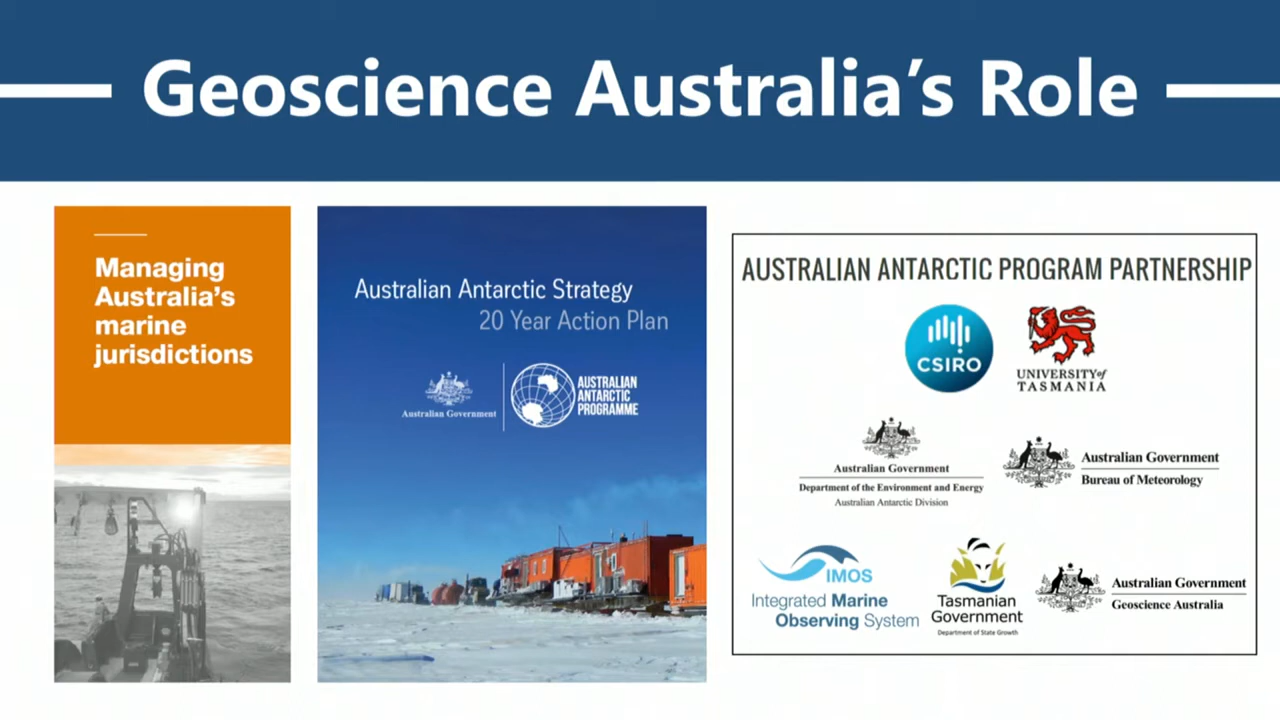 Geoscience Australia’s Role
Managing
Australia’s
marine
jurisdictions
Australian Antarctic Strategy
20 Year Action Plan
Australian Government
AUSTRALIAN
ANTARCTIC
PROGRAMME
AUSTRALIAN ANTARCTIC PROGRAM PARTNERSHIP
CSIRO
UNIVERSITY of
TASMANIA
Australian Government
Department of the Environment and Energy
Australian Antarctic Division
Australian Government
Bureau of Meteorology
IMOS
Integrated Marine
Observing System
Tasmanian
Government
Department of State Growth
Australian Government
Geoscience Australia